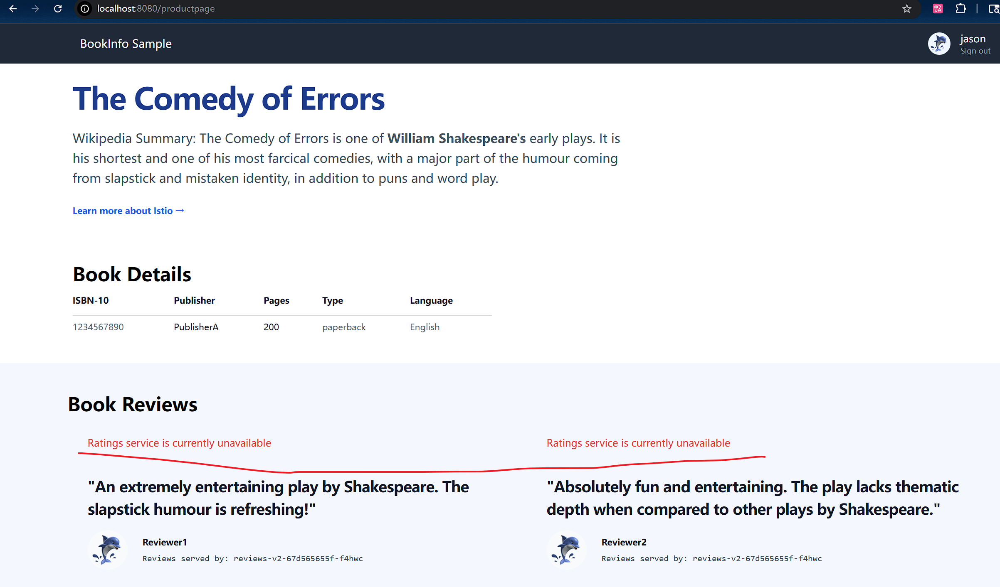 localhost:8080/productpage
BookInfo Sample
jason
Sign out
The Comedy of Errors
Wikipedia Summary: The Comedy of Errors is one of William Shakespeare's early plays. It is
his shortest and one of his most farcical comedies, with a major part of the humour coming
from slapstick and mistaken identity, in addition to puns and word play.
Learn more about Istio →
Book Details
ISBN-10 Publisher Pages Type Language
1234567890 PublisherA 200 paperback English
Book Reviews
Ratings service is currently unavailable
"An extremely entertaining play by Shakespeare. The
slapstick humour is refreshing!"
Reviewer1
Reviews served by: reviews-v2-67d565655f-f4hwc
Ratings service is currently unavailable
"Absolutely fun and entertaining. The play lacks thematic
depth when compared to other plays by Shakespeare."
Reviewer2
Reviews served by: reviews-v2-67d565655f-f4hwc